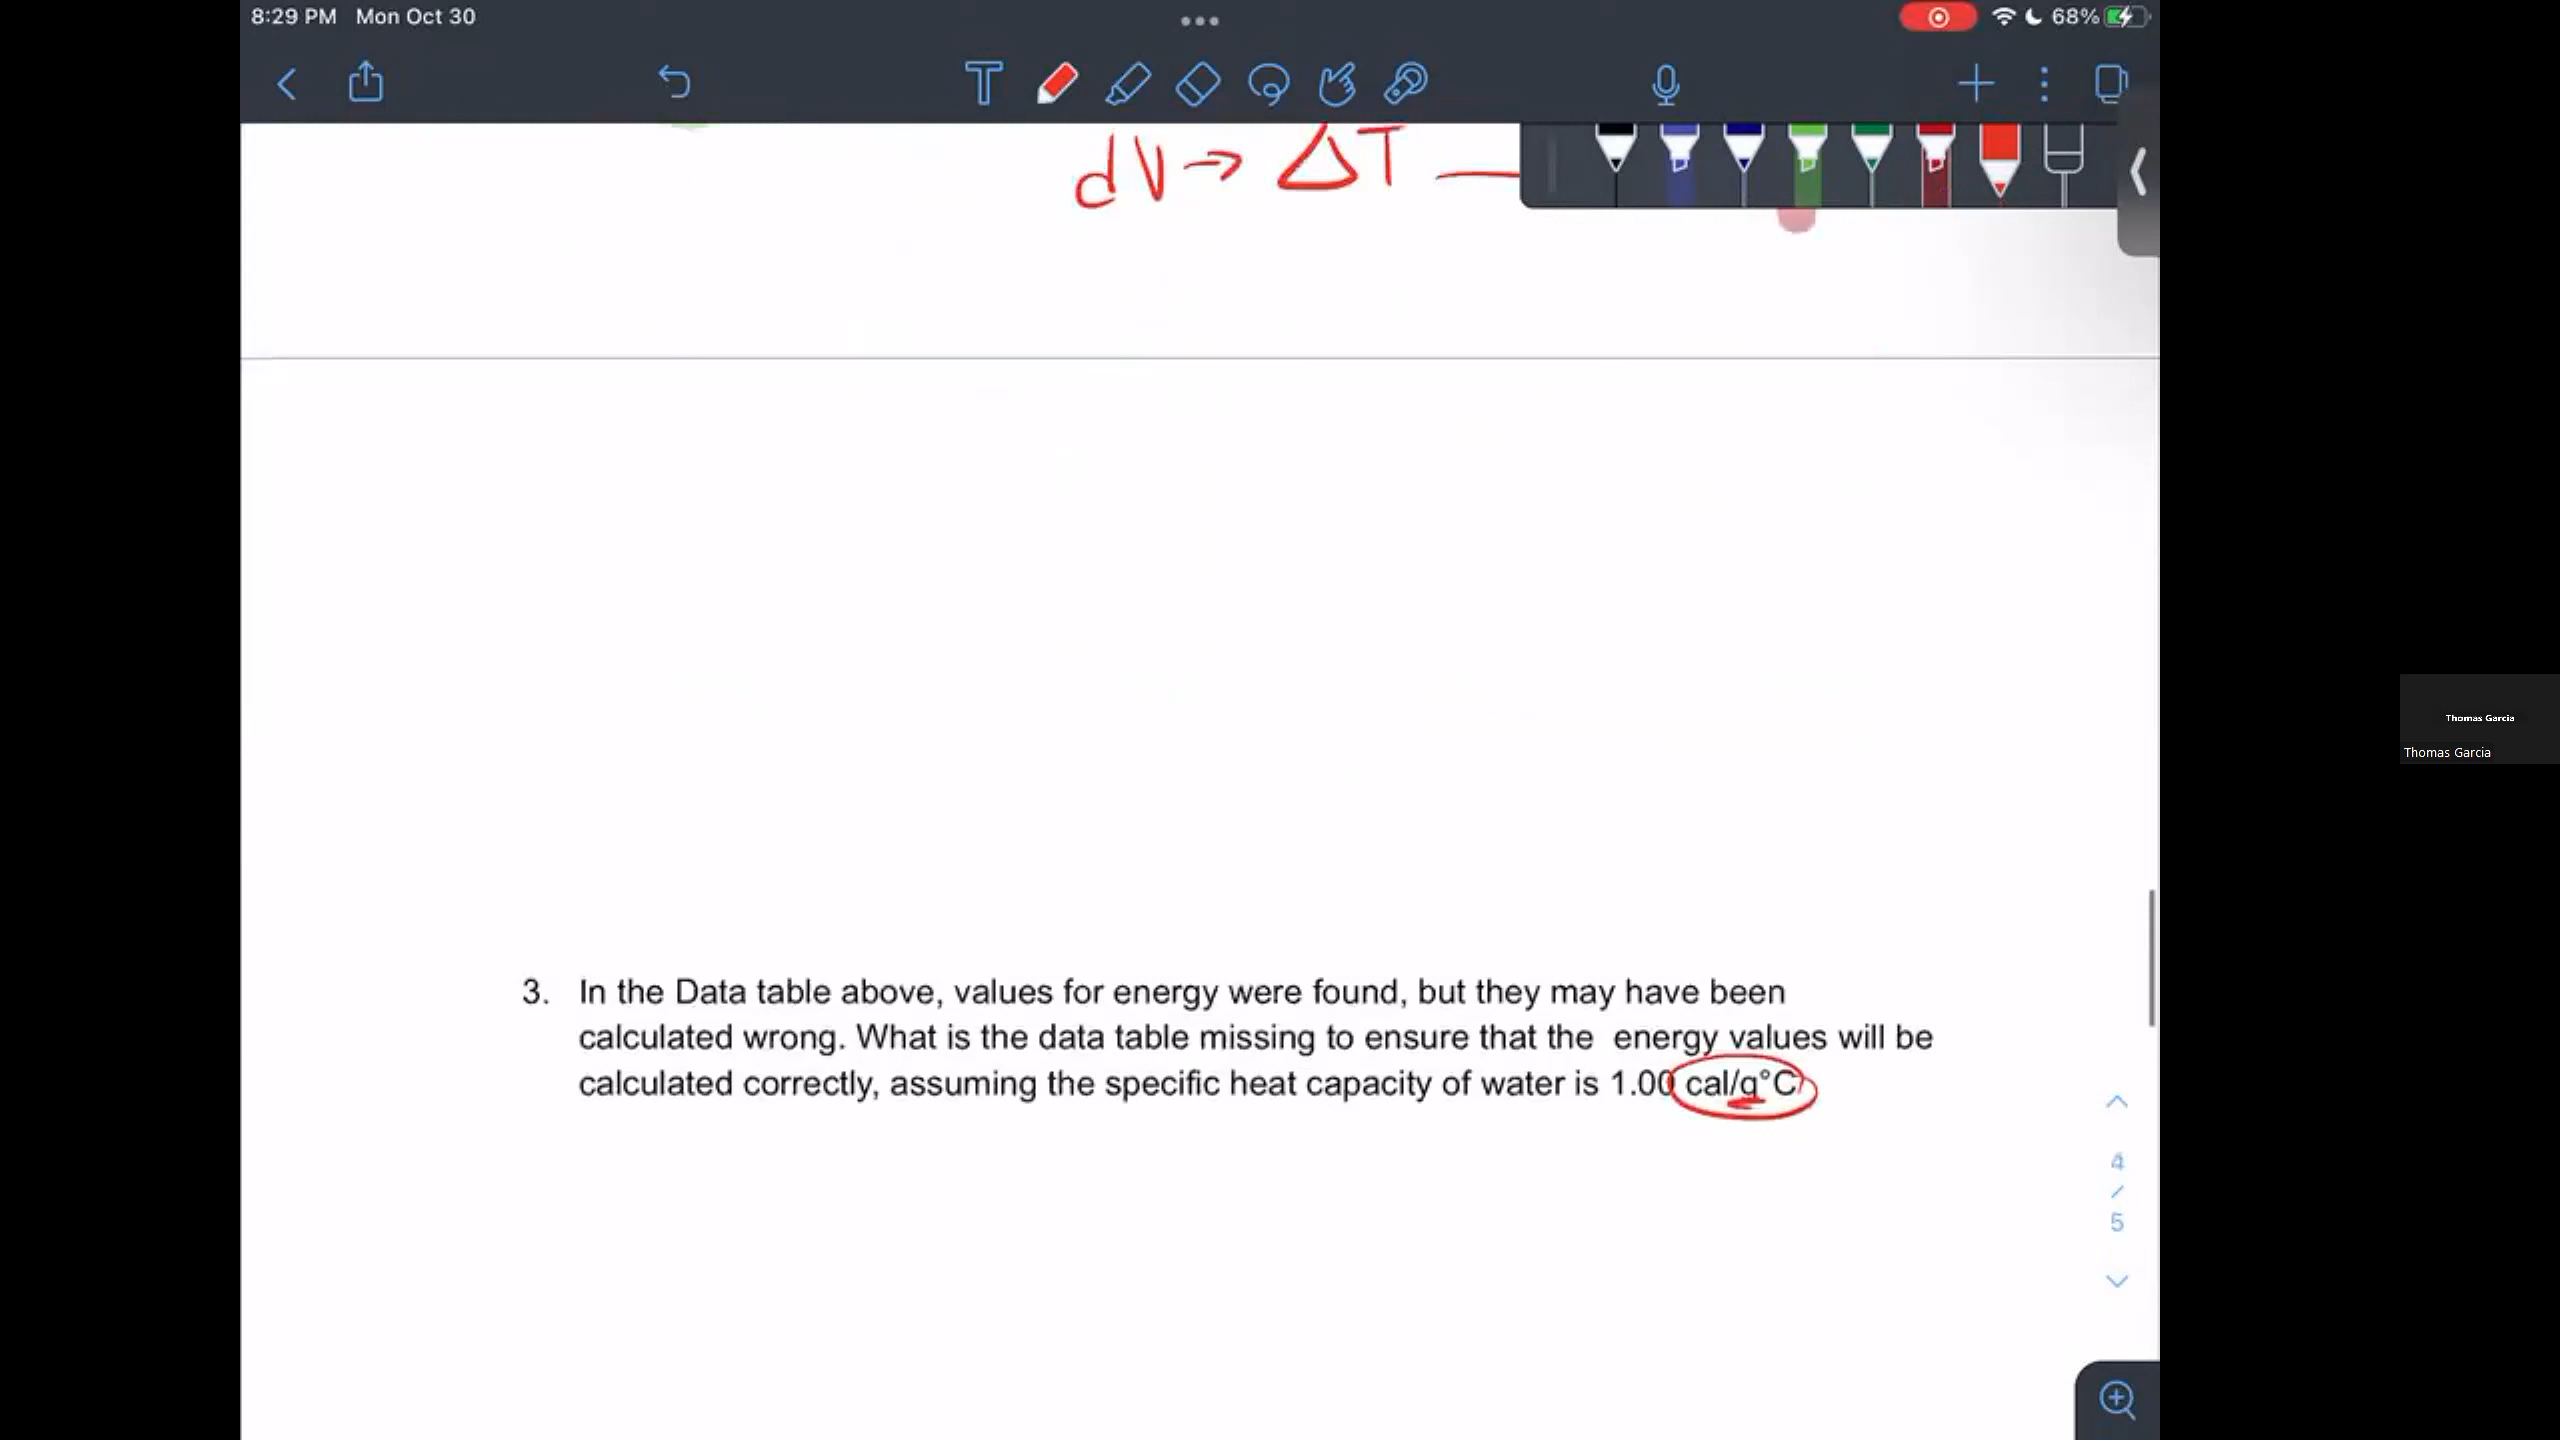 8:29 PM Mon Oct 30
68%
T
dV → ΔT —
3. In the Data table above, values for energy were found, but they may have been
calculated wrong. What is the data table missing to ensure that the energy values will be
calculated correctly, assuming the specific heat capacity of water is 1.00 cal/g°C
4
/
5
Thomas Garcia
Thomas Garcia